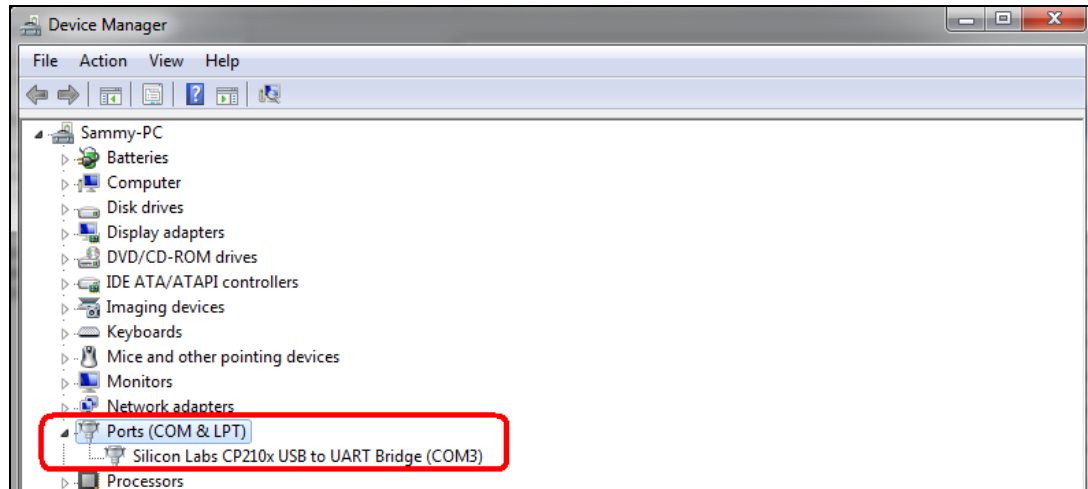 Device Manager
File Action View Help
Sammy-PC
Batteries
Computer
Disk drives
Display adapters
DVD/CD-ROM drives
IDE ATA/ATAPI controllers
Imaging devices
Keyboards
Mice and other pointing devices
Monitors
Network adapters
Ports (COM & LPT)
Silicon Labs CP210x USB to UART Bridge (COM3)
Processors